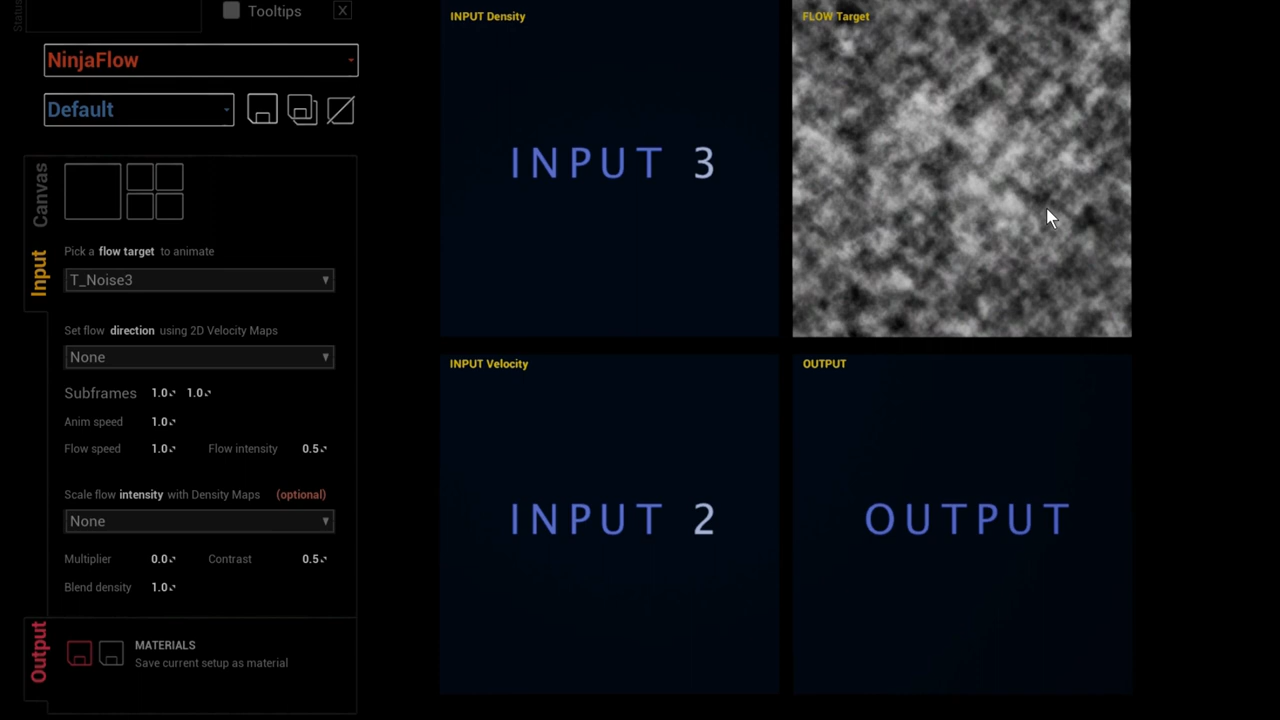 Status
Tooltips
NinjaFlow
Default
Canvas
Input
Pick a flow target to animate
T_Noise3
Set flow direction using 2D Velocity Maps
None
Subframes 1.0 1.0
Anim speed 1.0
Flow speed 1.0 Flow intensity 0.5
Scale flow intensity with Density Maps (optional)
None
Multiplier 0.0 Contrast 0.5
Blend density 1.0
Output
MATERIALS
Save current setup as material
INPUT Density
INPUT 3
FLOW Target
INPUT Velocity
INPUT 2
OUTPUT
OUTPUT